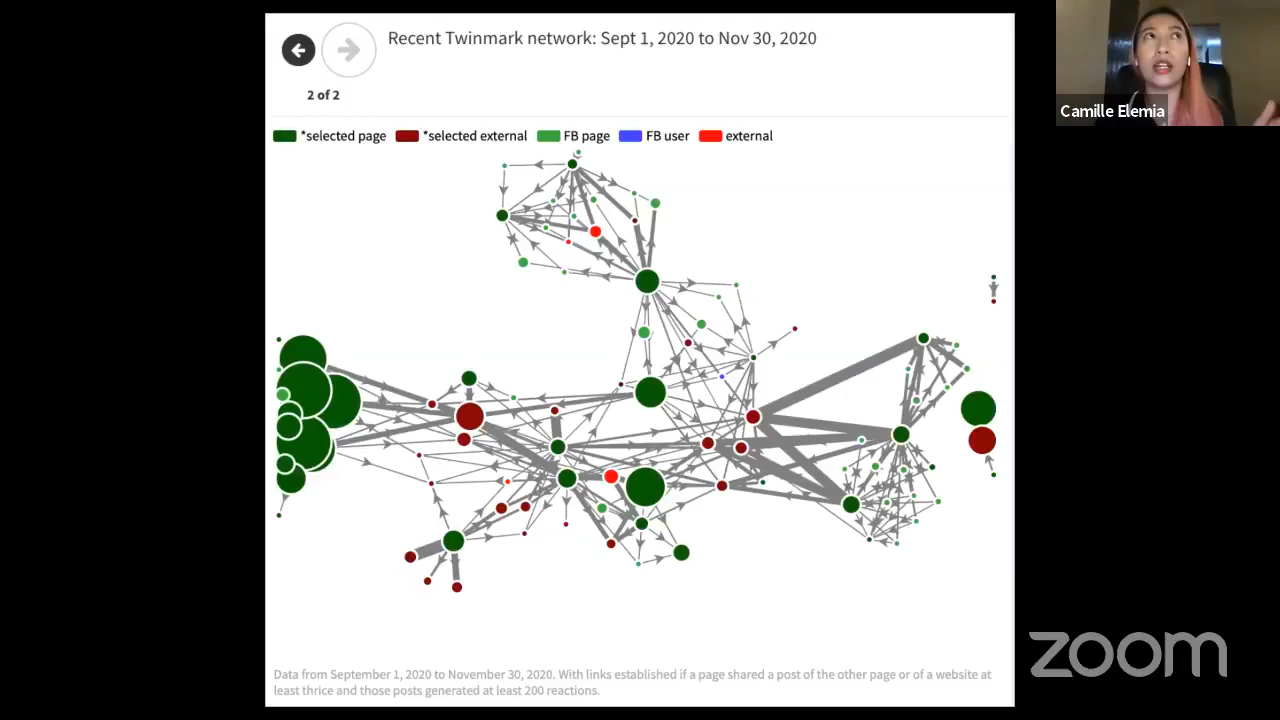 Recent Twinmark network: Sept 1, 2020 to Nov 30, 2020
2 of 2
*selected page *selected external FB page FB user external
Camille Elemia
Data from September 1, 2020 to November 30, 2020. With links established if a page shared a post of the other page or of a website at
least thrice and those posts generated at least 200 reactions.
zoom